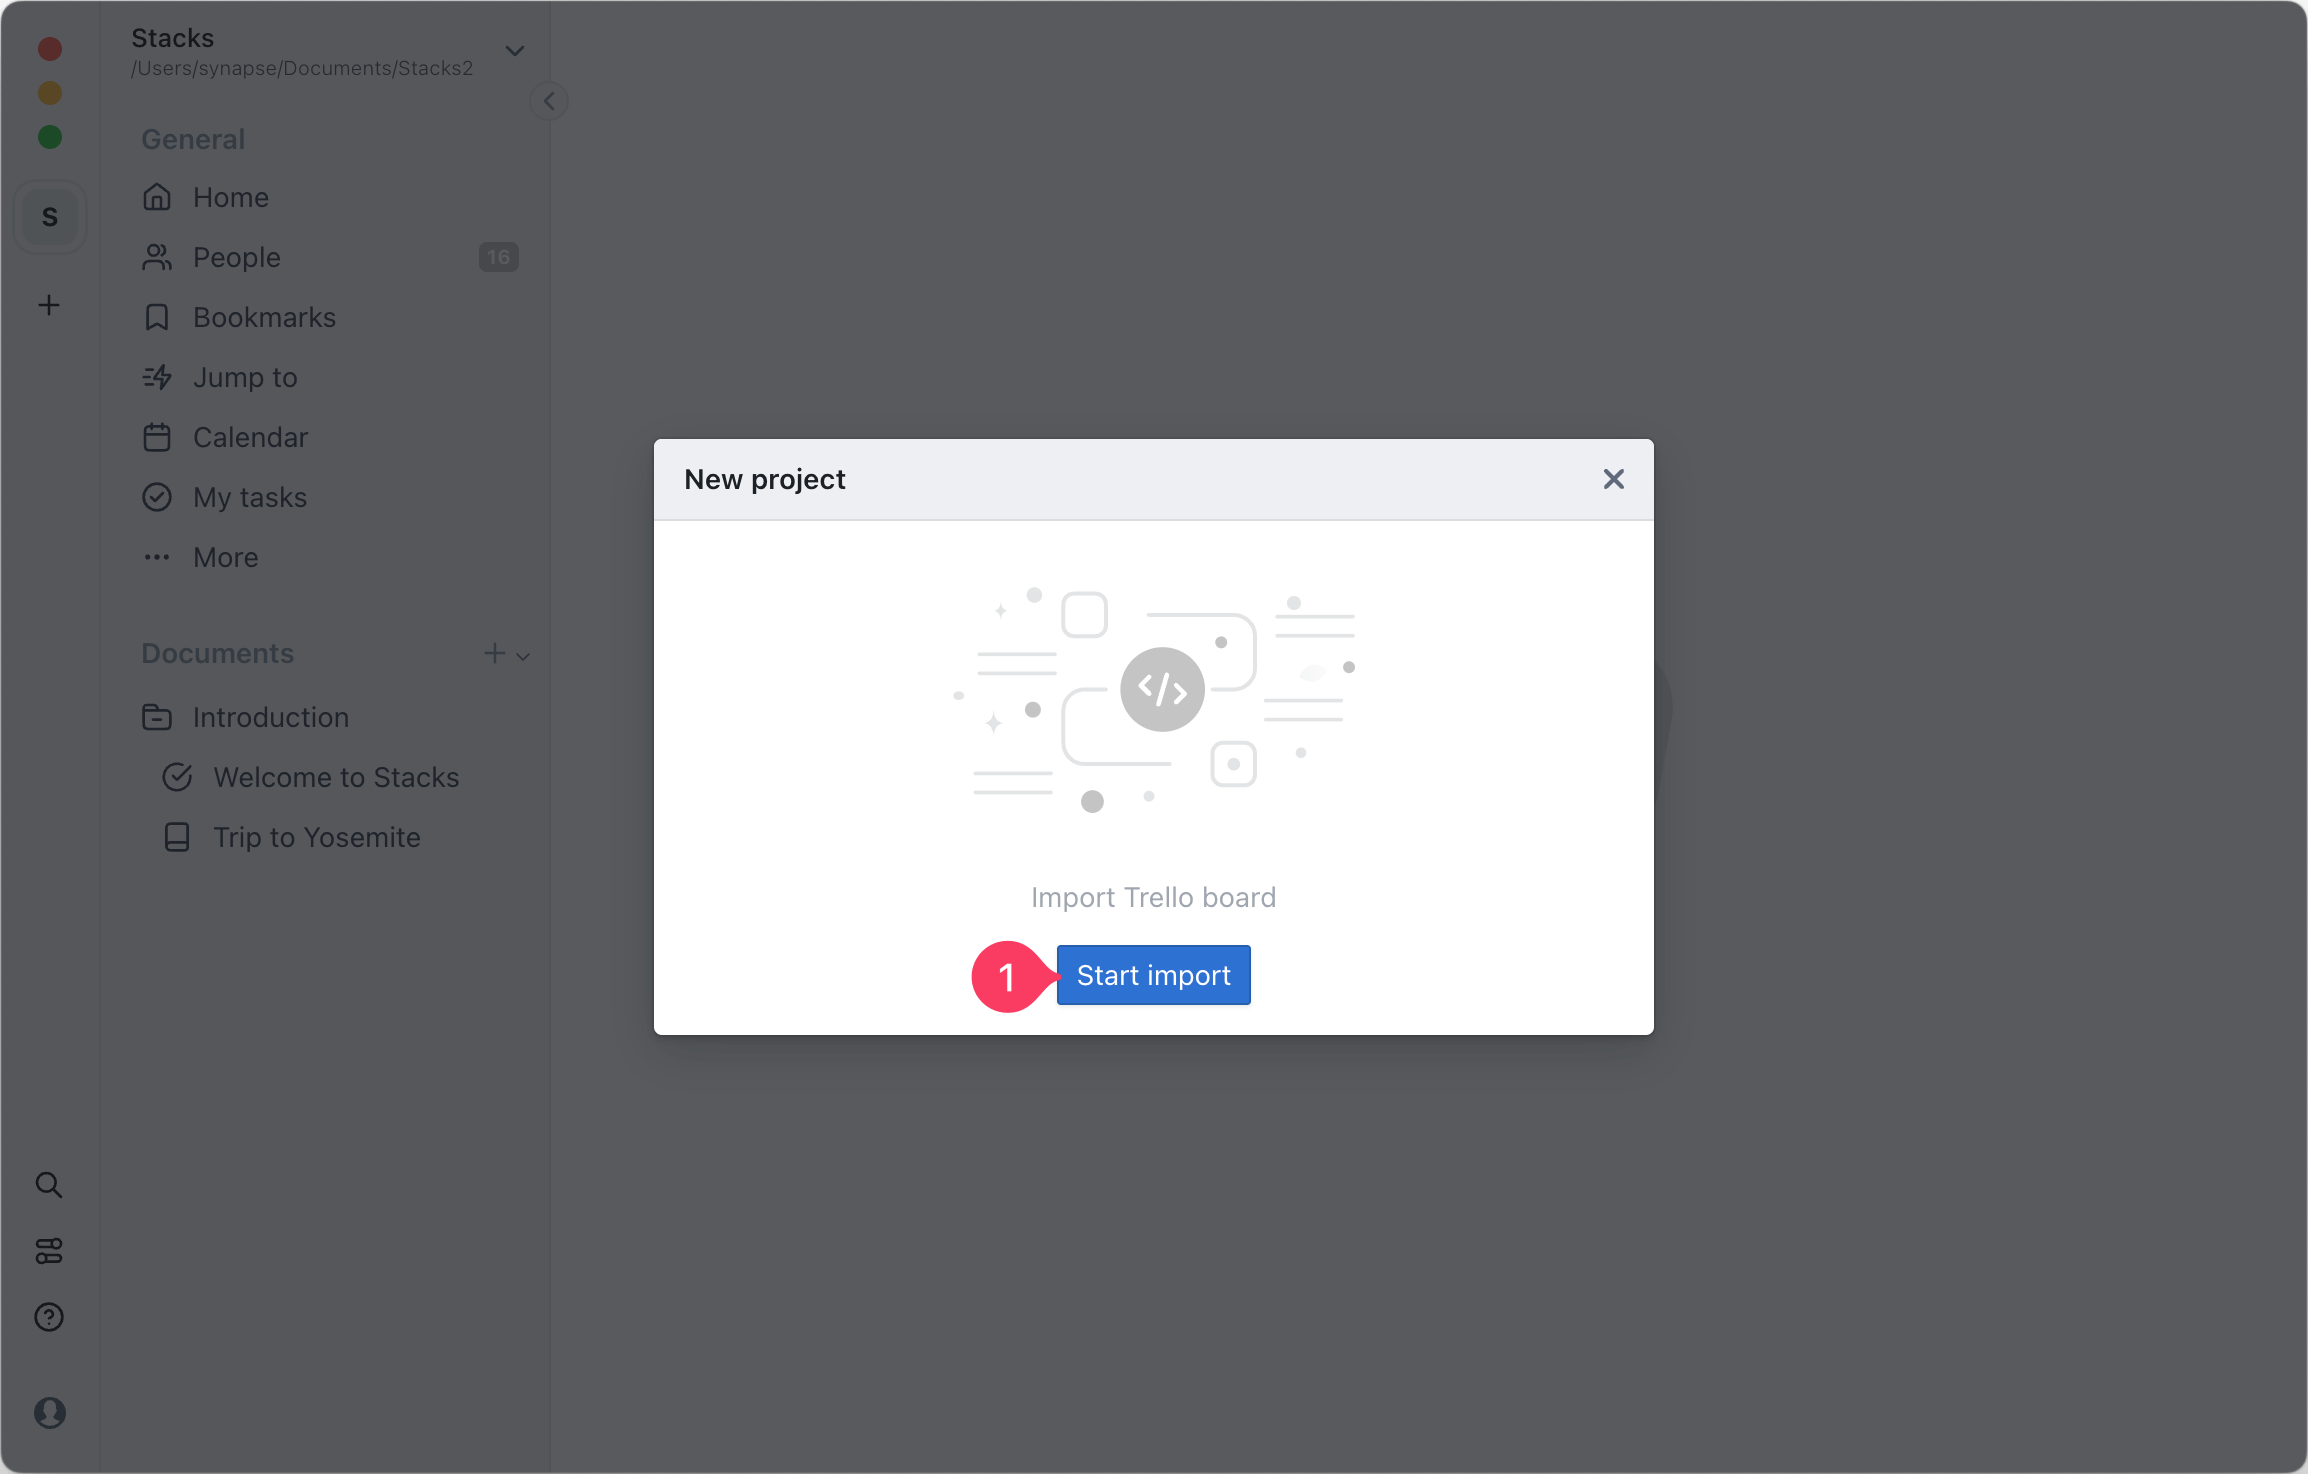 Stacks
/Users/synapse/Documents/Stacks2
General
S
Home
People
16
Bookmarks
Jump to
Calendar
My tasks
More
Documents
Introduction
Welcome to Stacks
Trip to Yosemite
New project
Import Trello board
1
Start import